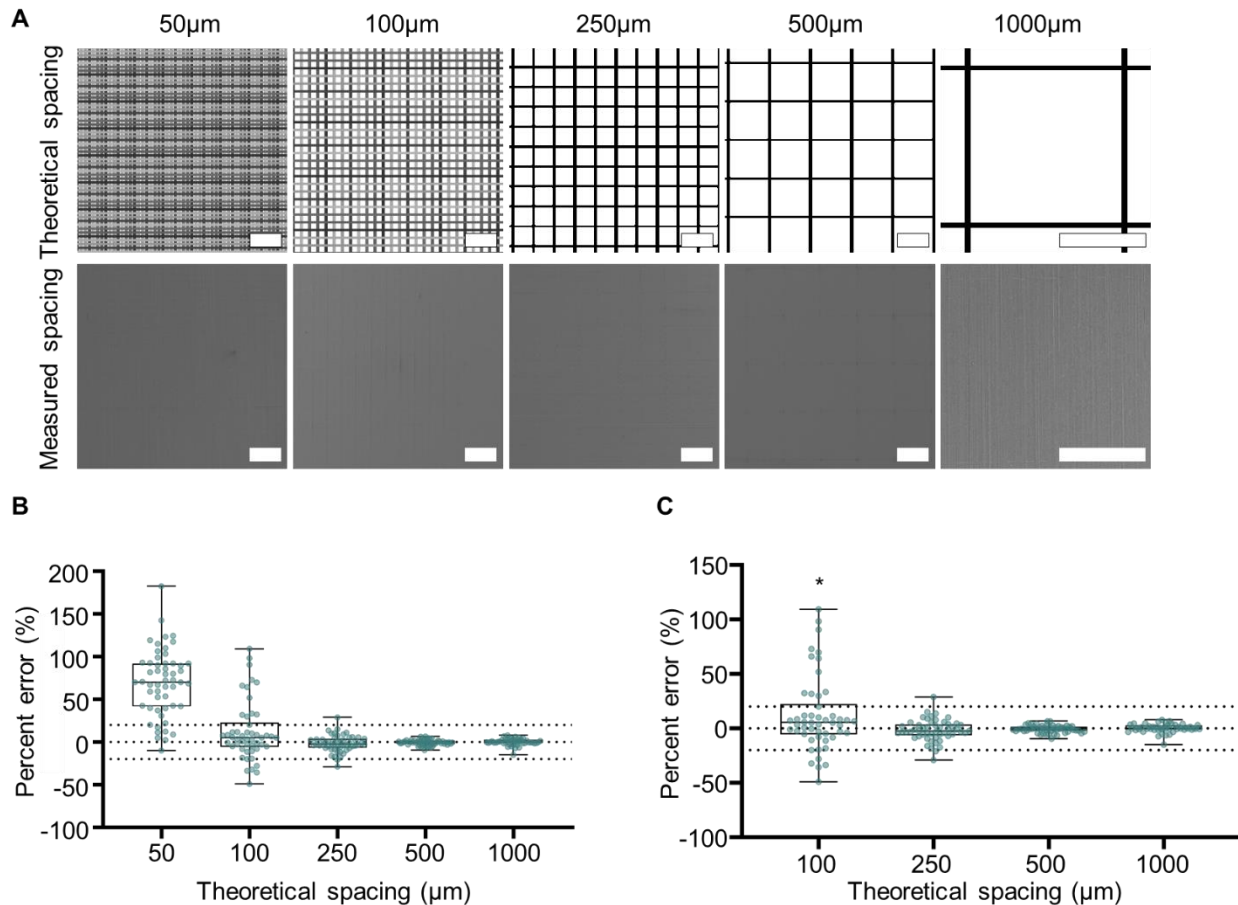 A
50µm 100µm 250µm 500µm 1000µm
Theoretical spacing
Measured spacing
B
Percent error (%)
200
150
100
50
0
-50
-100
50 100 250 500 1000
Theoretical spacing (µm)
C
Percent error (%)
150
100
50
0
-50
-100
*
100 250 500 1000
Theoretical spacing (µm)